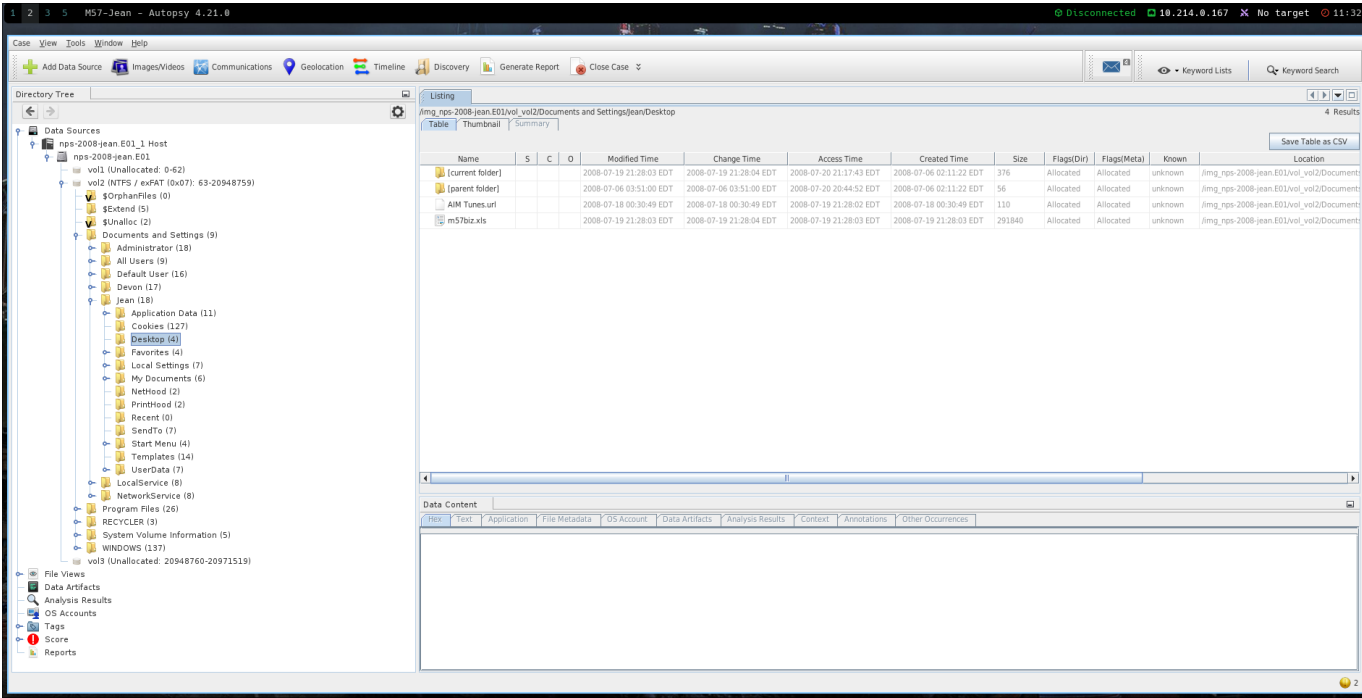 1 2 3 5 M57-Jean - Autopsy 4.21.0 Disconnected 10.214.0.167 No target 11:32
Case View Tools Window Help
Add Data Source Images/Videos Communications Geolocation Timeline Discovery Generate Report Close Case Keyword Lists Keyword Search
Directory Tree
Data Sources
nps-2008-jean.E01_1 Host
nps-2008-jean.E01
vol1 (Unallocated: 0-62)
vol2 (NTFS / exFAT (0x07): 63-20948759)
$OrphanFiles (0)
$Extend (5)
$Unalloc (2)
Documents and Settings (9)
Administrator (18)
All Users (9)
Default User (16)
Devon (17)
Jean (18)
Application Data (11)
Cookies (127)
Desktop (4)
Favorites (4)
Local Settings (7)
My Documents (6)
NetHood (2)
PrintHood (2)
Recent (0)
SendTo (7)
Start Menu (4)
Templates (14)
UserData (7)
LocalService (8)
NetworkService (8)
Program Files (26)
RECYCLER (3)
System Volume Information (5)
WINDOWS (137)
vol3 (Unallocated: 20948760-20971519)
File Views
Data Artifacts
Analysis Results
OS Accounts
Tags
Score
Reports
Listing
/img_nps-2008-jean.E01/vol_vol2/Documents and Settings/Jean/Desktop 4 Results
Table Thumbnail Summary
Save Table as CSV
Name S C O Modified Time Change Time Access Time Created Time Size Flags(Dir) Flags(Meta) Known Location
[current folder] 2008-07-19 21:28:03 EDT 2008-07-19 21:28:04 EDT 2008-07-20 21:17:43 EDT 2008-07-06 02:11:22 EDT 376 Allocated Allocated unknown /img_nps-2008-jean.E01/vol_vol2/Document
[parent folder] 2008-07-06 03:51:00 EDT 2008-07-06 03:51:00 EDT 2008-07-20 20:44:52 EDT 2008-07-06 02:11:22 EDT 56 Allocated Allocated unknown /img_nps-2008-jean.E01/vol_vol2/Document
AIM Tunes.url 2008-07-18 00:30:49 EDT 2008-07-18 00:30:49 EDT 2008-07-18 21:28:02 EDT 2008-07-18 00:30:49 EDT 110 Allocated Allocated unknown /img_nps-2008-jean.E01/vol_vol2/Document
m57biz.xls 2008-07-19 21:28:03 EDT 2008-07-19 21:28:04 EDT 2008-07-19 21:28:03 EDT 2008-07-19 21:28:03 EDT 291840 Allocated Allocated unknown /img_nps-2008-jean.E01/vol_vol2/Document
Data Content
Hex Text Application File Metadata OS Account Data Artifacts Analysis Results Context Annotations Other Occurrences
2